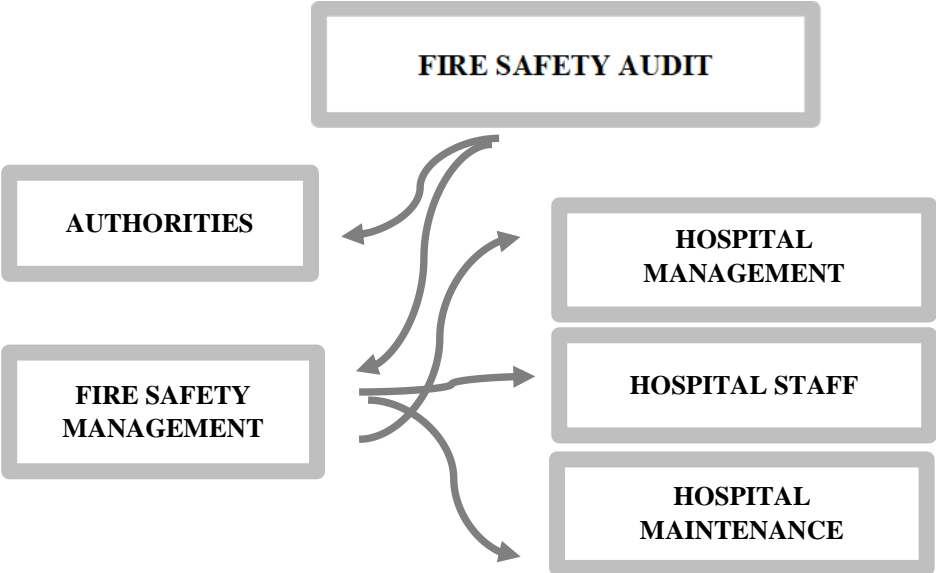 FIRE SAFETY AUDIT
AUTHORITIES
FIRE SAFETY
MANAGEMENT
HOSPITAL
MANAGEMENT
HOSPITAL STAFF
HOSPITAL
MAINTENANCE